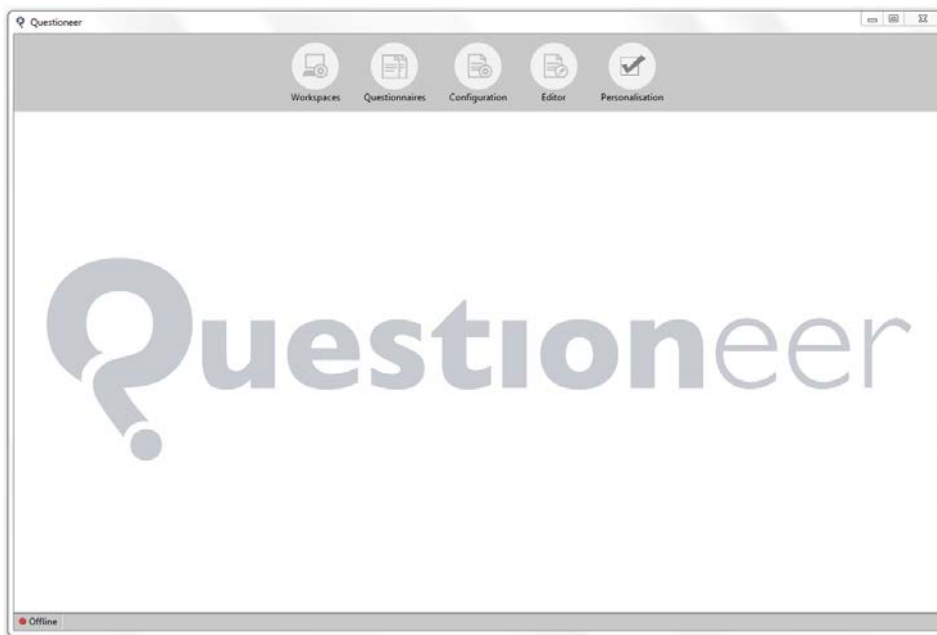 Questioneer
Workspaces Questionnaires Configuration Editor Personalisation
Questioneer
Offline